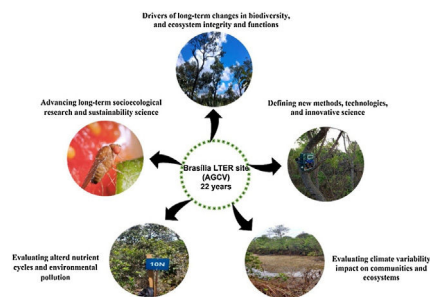 Drivers of long-term changes in biodiversity,
and ecosystem integrity and functions
Advancing long-term socioecological
research and sustainability science
Defining new methods, technologies,
and innovative science
Brasília LTER site
(AGCV)
22 years
10N
Evaluating alterd nutrient
cycles and environmental
pollution
Evaluating climate variability
impact on communities and
ecosystems